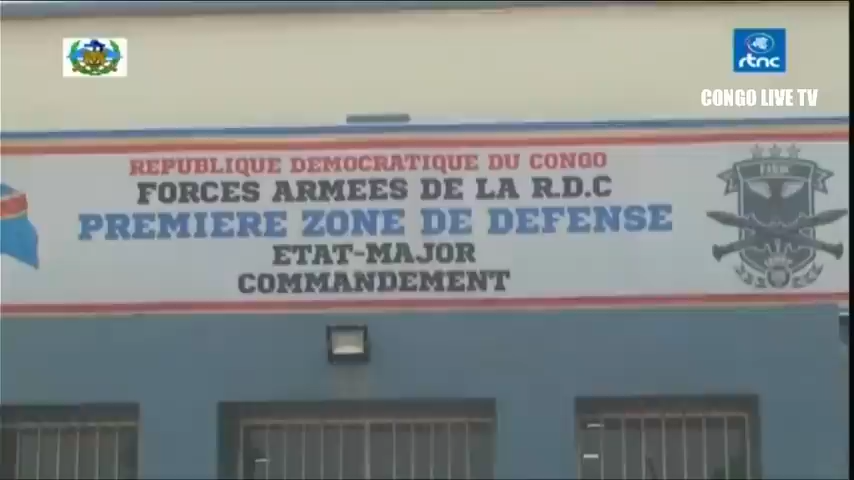 rtnc
CONGO LIVE TV
REPUBLIQUE DEMOCRATIQUE DU CONGO
FORCES ARMEES DE LA R.D.C
PREMIERE ZONE DE DEFENSE
ETAT-MAJOR
COMMANDEMENT